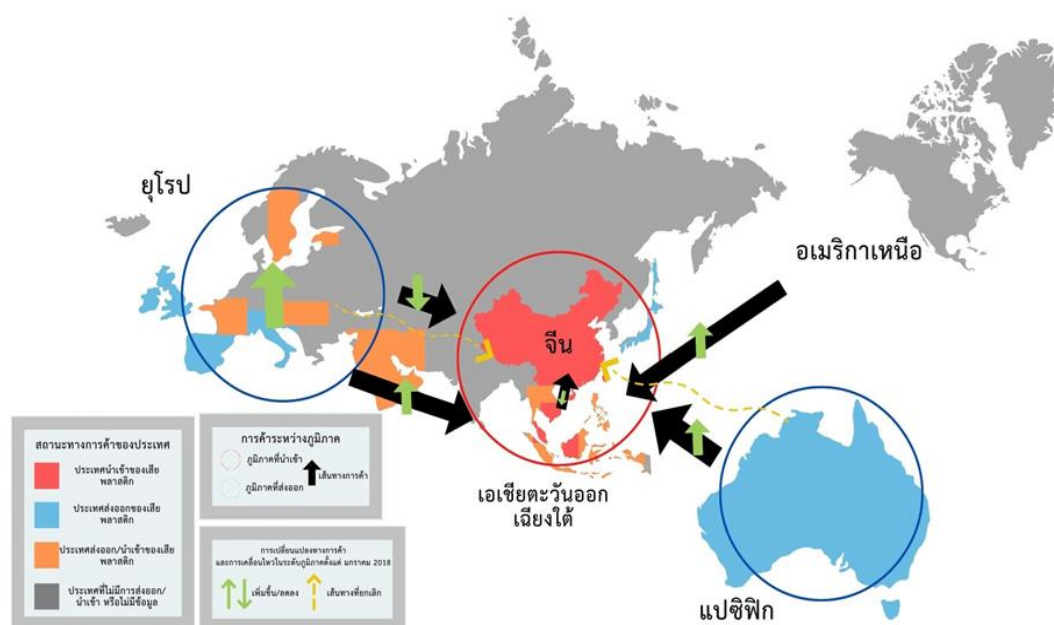 ยุโรป
อเมริกาเหนือ
จีน
เอเชียตะวันออก
เฉียงใต้
แปซิฟิก
สถานะทางการค้าของประเทศ
ประเทศนำเข้าของเสีย
พลาสติก
ประเทศส่งออกของเสีย
พลาสติก
ประเทศส่งออก/นำเข้าของเสีย
พลาสติก
ประเทศที่ไม่มีการส่งออก/
นำเข้า หรือไม่มีข้อมูล
การค้าระหว่างภูมิภาค
ภูมิภาคที่นำเข้า
ภูมิภาคที่ส่งออก
เส้นทางการค้า
การเปลี่ยนแปลงทางการค้า
และการเคลื่อนไหวในระดับภูมิภาคตั้งแต่ มกราคม 2018
เพิ่มขึ้น/ลดลง
เส้นทางที่ยกเลิก